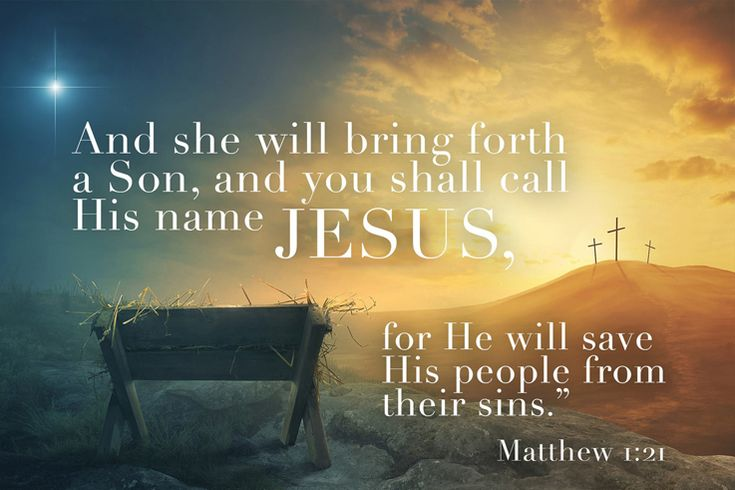 And she will bring forth
a Son, and you shall call
His name JESUS,
for He will save
His people from
their sins.”
Matthew 1:21